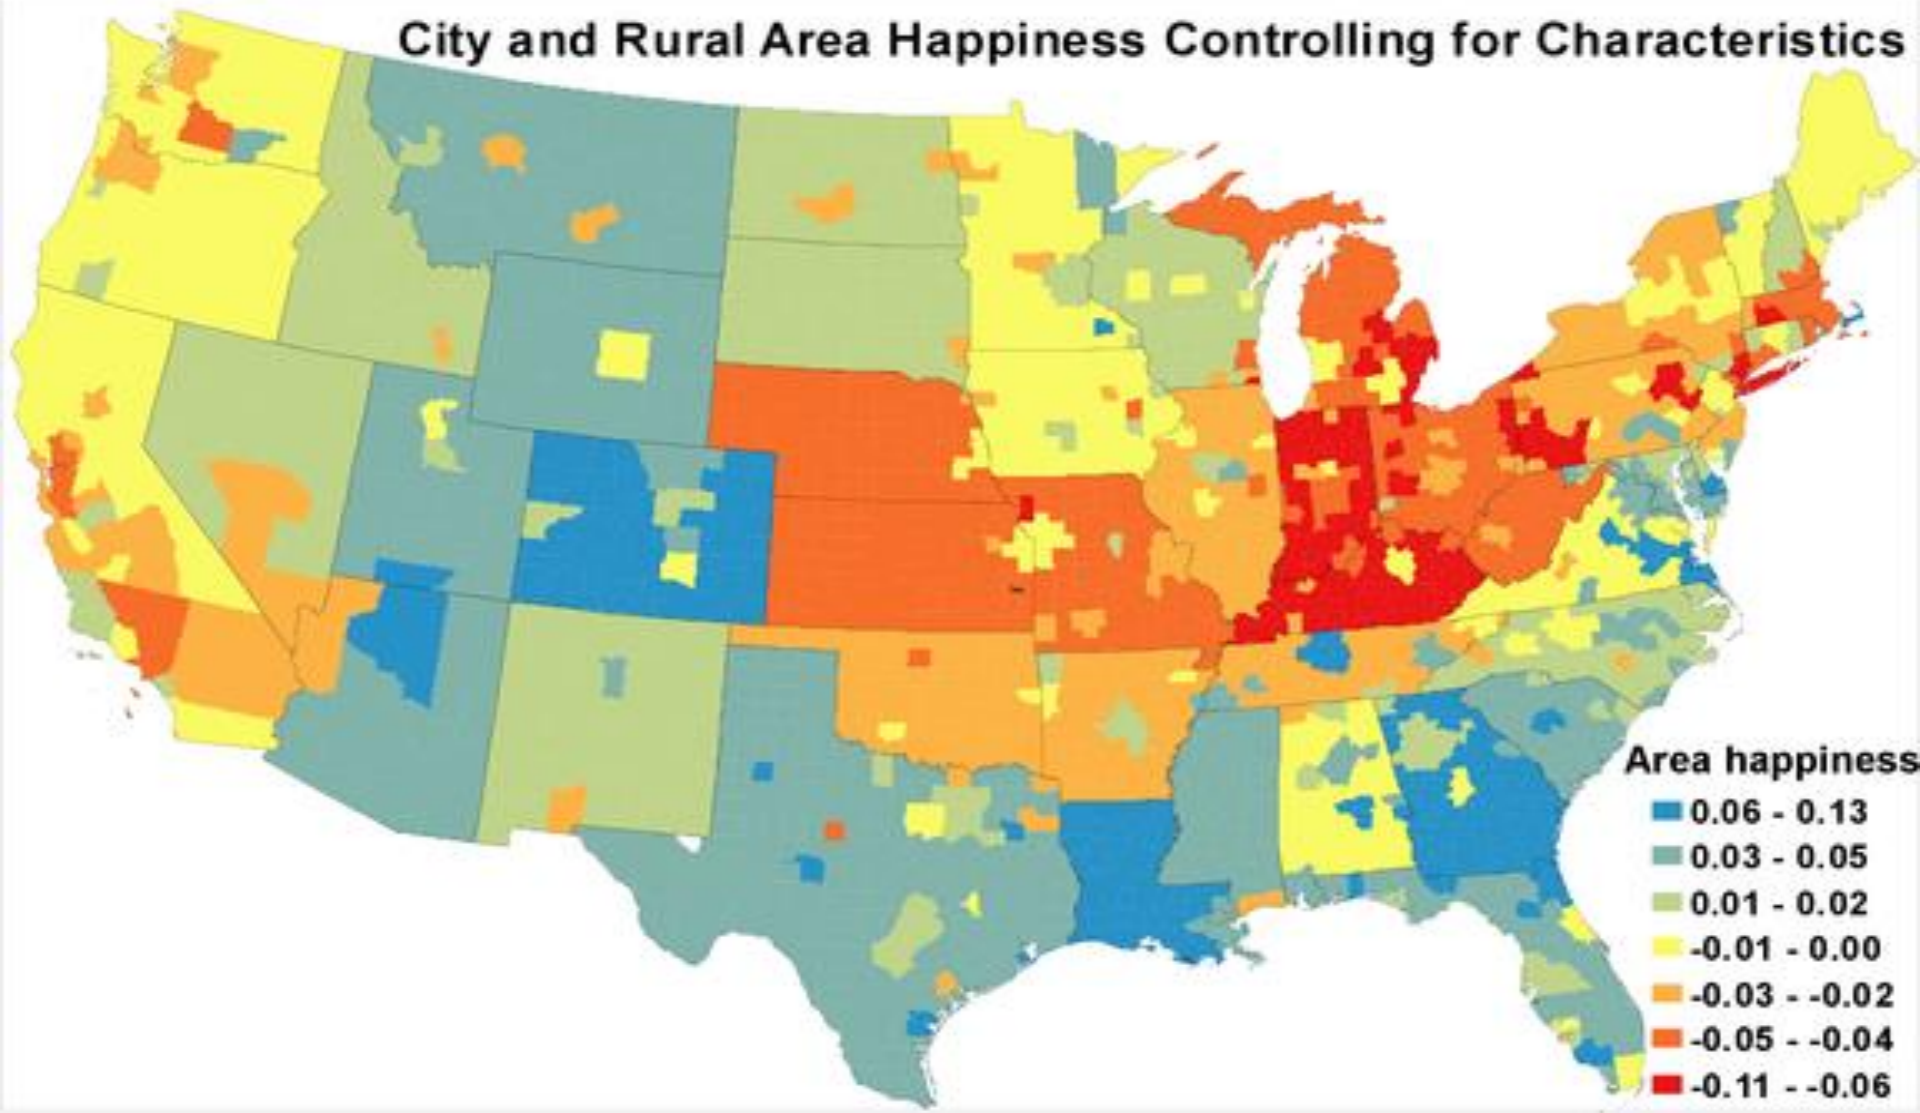 City and Rural Area Happiness Controlling for Characteristics
Area happiness
0.06 - 0.13
0.03 - 0.05
0.01 - 0.02
-0.01 - 0.00
-0.03 - -0.02
-0.05 - -0.04
-0.11 - -0.06